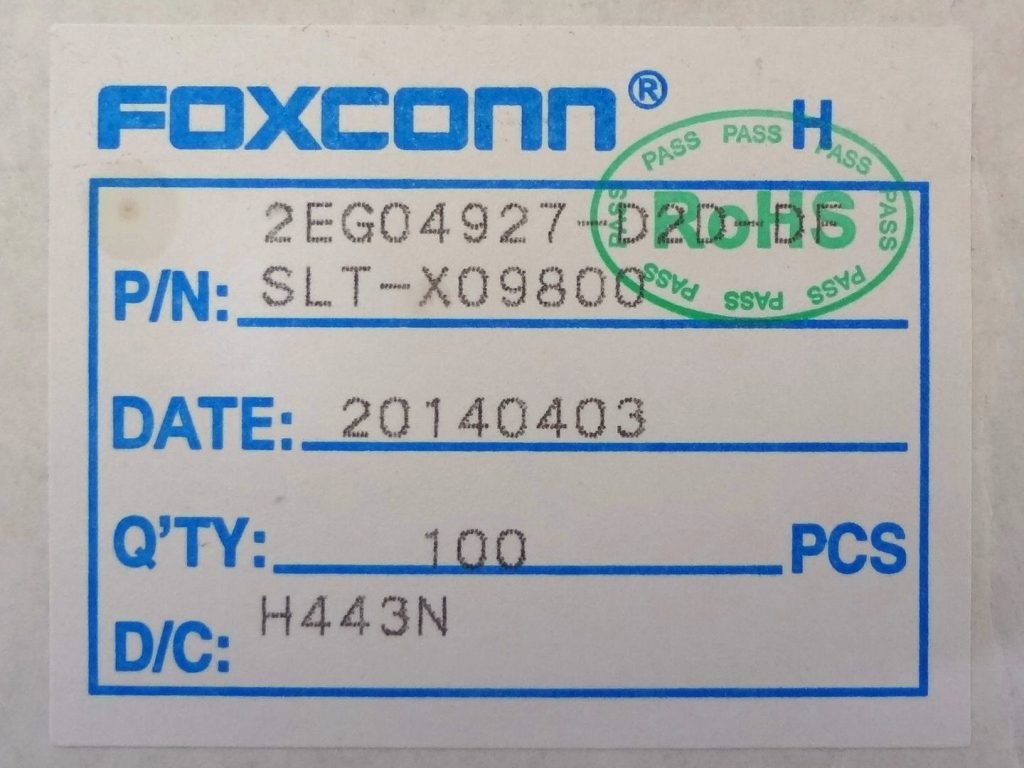 FOXCONN® H
PASS PASS PASS PASS PASS PASS PASS PASS
RoHS
2EG04927-D2D-DF
P/N: SLT-X09800
DATE: 20140403
Q'TY: 100 PCS
D/C: H443N